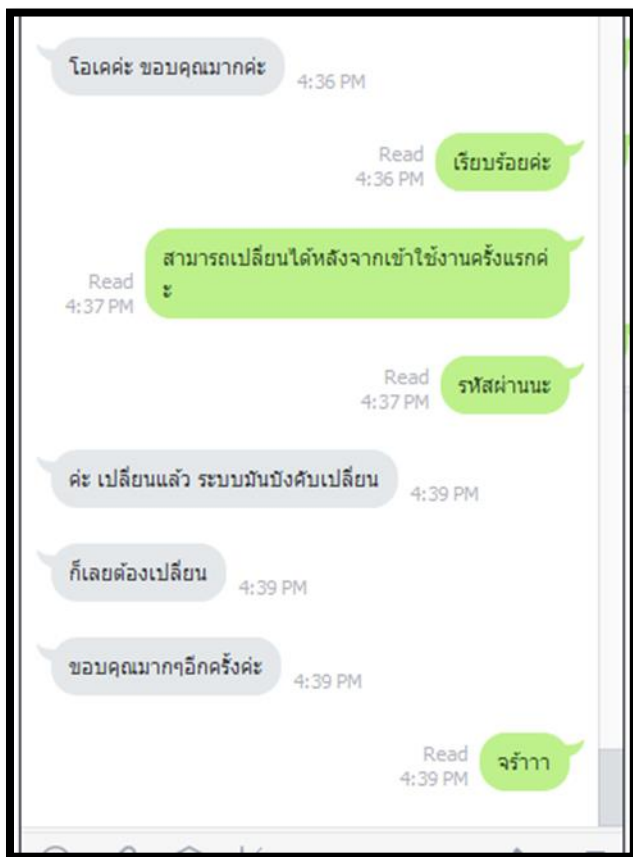 โอเคค่ะ ขอบคุณมากค่ะ
4:36 PM
Read
4:36 PM
เรียบร้อยค่ะ
สามารถเปลี่ยนได้หลังจากเข้าใช้งานครั้งแรกค่
ะ
Read
4:37 PM
Read
4:37 PM
รหัสผ่านนะ
ค่ะ เปลี่ยนแล้ว ระบบมันบังคับเปลี่ยน
4:39 PM
ก็เลยต้องเปลี่ยน
4:39 PM
ขอบคุณมากๆอีกครั้งค่ะ
4:39 PM
Read
4:39 PM
จร้าาา